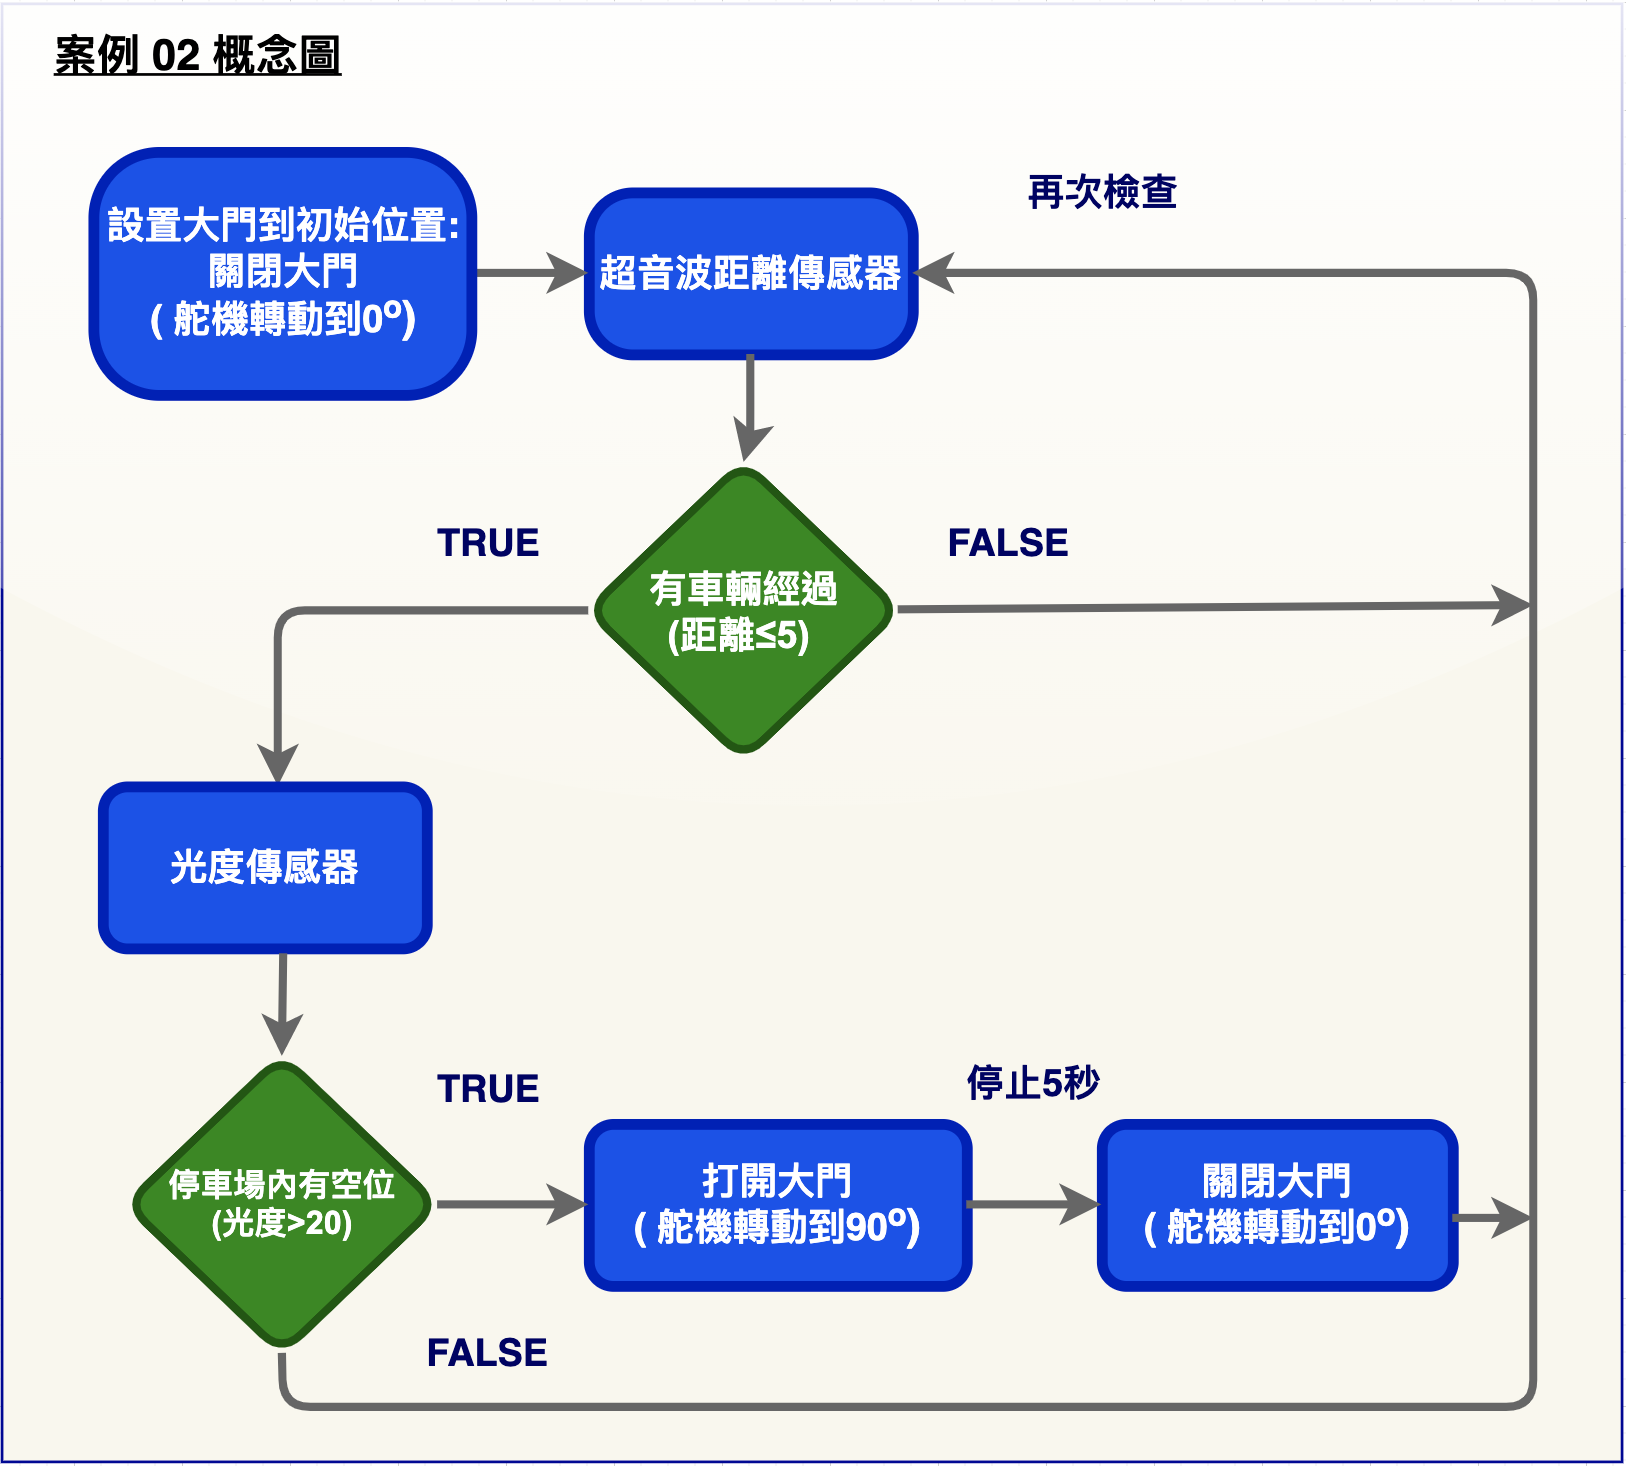 案例 02 概念圖
設置大門到初始位置:
關閉大門
( 舵機轉動到0º)
超音波距離傳感器
再次檢查
TRUE
FALSE
有車輛經過
(距離≤5)
光度傳感器
TRUE
停止5秒
停車場內有空位
(光度>20)
打開大門
( 舵機轉動到90º)
關閉大門
( 舵機轉動到0º)
FALSE